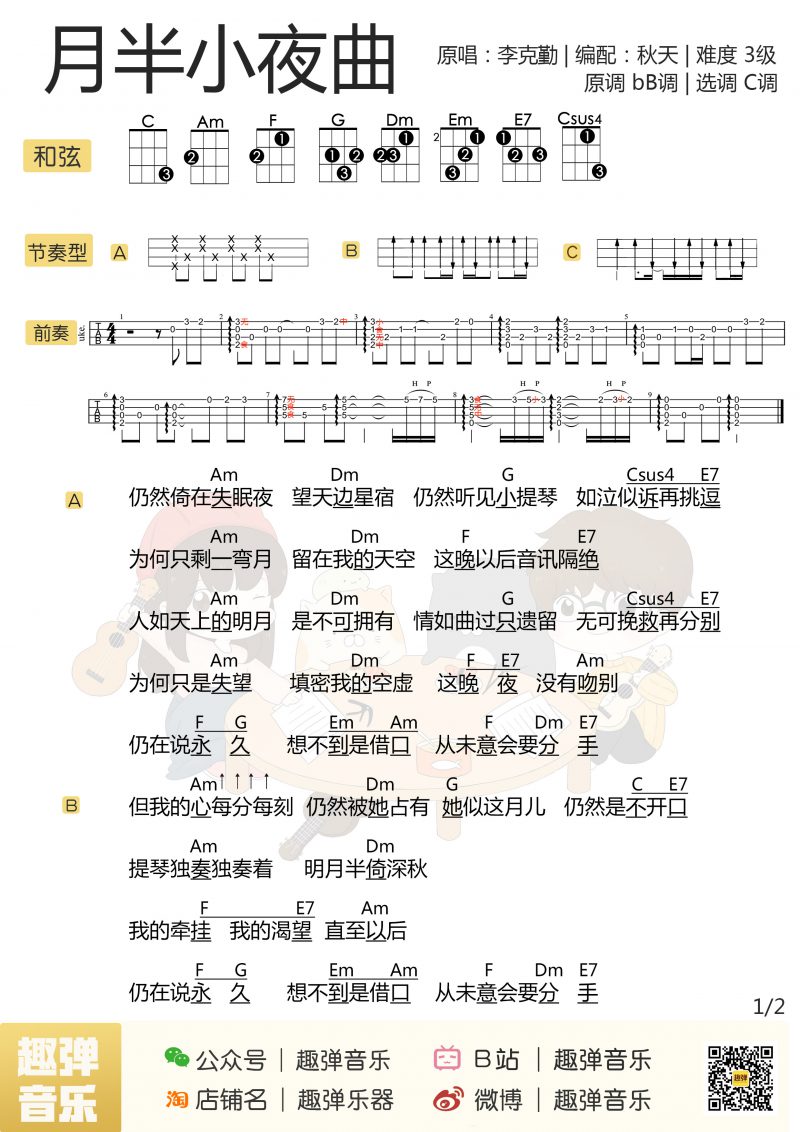 月半小夜曲
原唱：李克勤 | 编配：秋天 | 难度 3级
原调 bB调 | 选调 C调
和弦
C Am F G Dm Em E7 Csus4
节奏型 A B C
前奏
A
Am Dm G Csus4 E7
仍然倚在失眠夜 望天边星宿 仍然听见小提琴 如泣似诉再挑逗
Am Dm F E7
为何只剩一弯月 留在我的天空 这晚以后音讯隔绝
Am Dm G Csus4 E7
人如天上的明月 是不可拥有 情如曲过只遗留 无可挽救再分别
Am Dm F E7 Am
为何只是失望 填密我的空虚 这晚 夜 没有吻别
F G Em Am F Dm E7
仍在说永 久 想不到是借口 从未意会要分 手
B
Am ↑ ↑ ↑ ↑ Dm G C E7
但我的心每分每刻 仍然被她占有 她似这月儿 仍然是不开口
Am Dm
提琴独奏独奏着 明月半倚深秋
F E7 Am
我的牵挂 我的渴望 直至以后
F G Em Am F Dm E7
仍在说永 久 想不到是借口 从未意会要分 手
1/2
趣弹音乐
公众号 | 趣弹音乐
B站 | 趣弹音乐
淘 店铺名 | 趣弹乐器
微博 | 趣弹音乐
趣弹